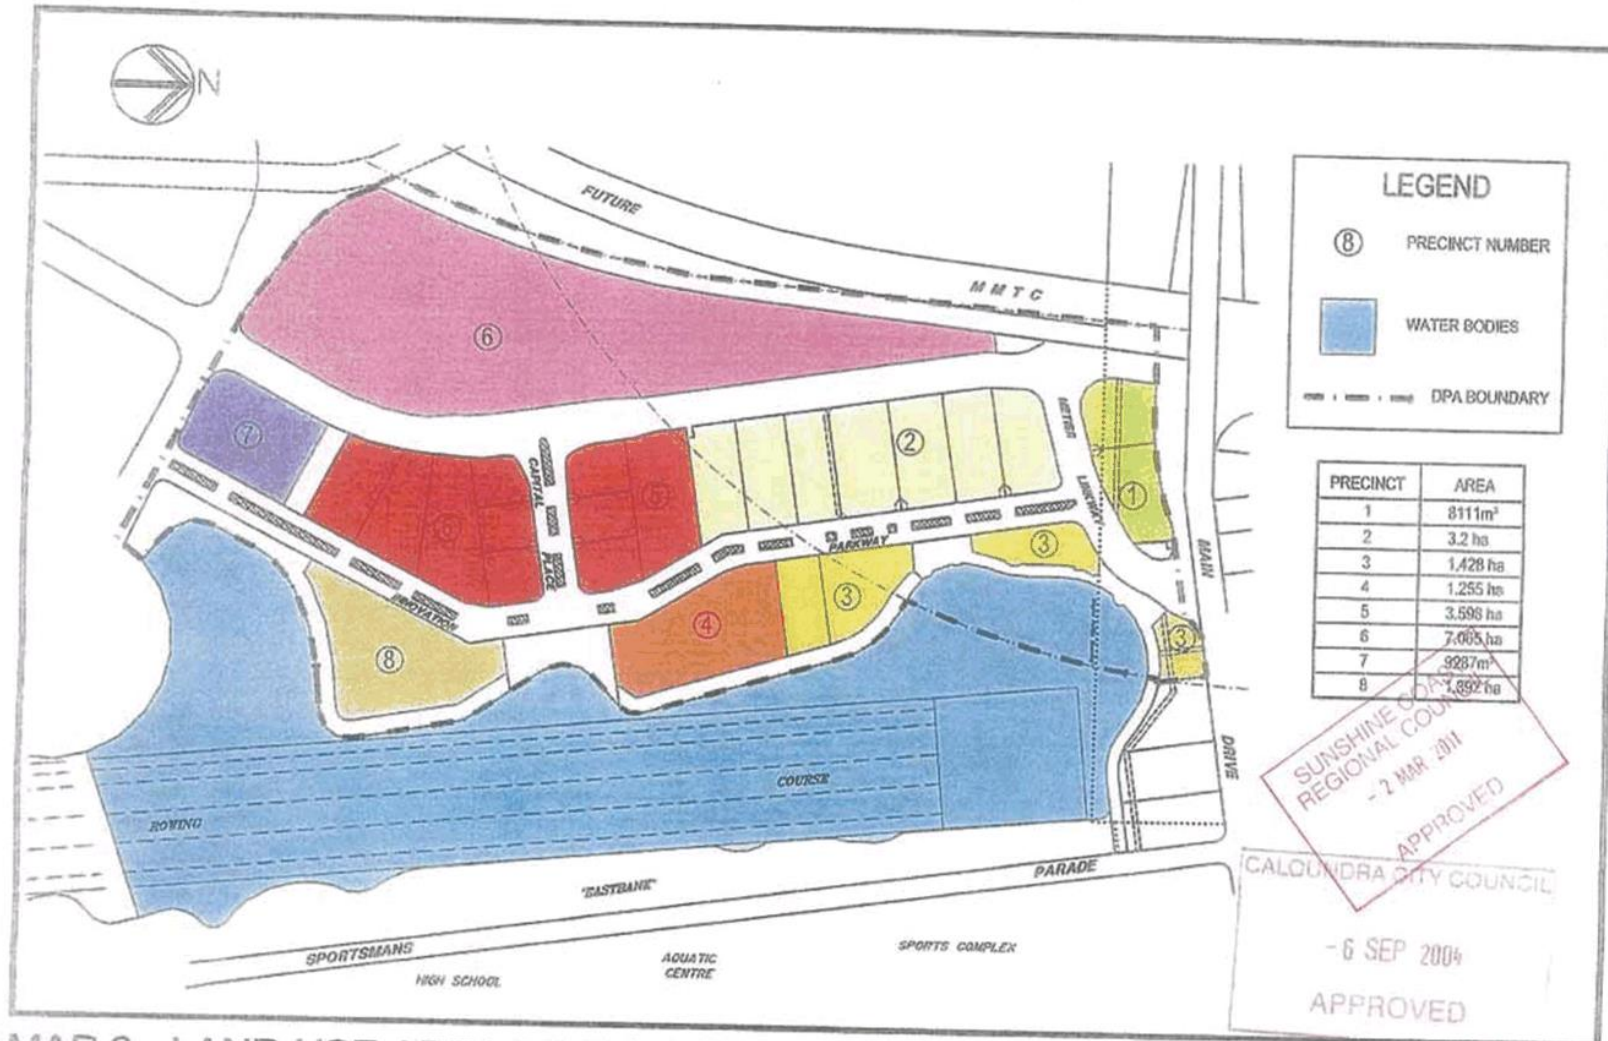 N
FUTURE
M M T C
LEGEND
⑧ PRECINCT NUMBER
WATER BODIES
DPA BOUNDARY
PRECINCT AREA
1 8111m²
2 3.2 ha
3 1.428 ha
4 1.255 ha
5 3.598 ha
6 7.065 ha
7 9287m²
8 1.892 ha
⑥
⑦
⑤
⑤
②
①
③
③
③
④
⑧
CAPITAL
PLACE
LINKWAY
PARKWAY
INNOVATION
MAIN
DRIVE
ROWING
COURSE
"EASTBANK"
SPORTSMANS
PARADE
HIGH SCHOOL
AQUATIC
CENTRE
SPORTS COMPLEX
SUNSHINE COAST
REGIONAL COUNCIL
- 2 MAR 2011
APPROVED
CALOUNDRA CITY COUNCIL
- 6 SEP 2004
APPROVED